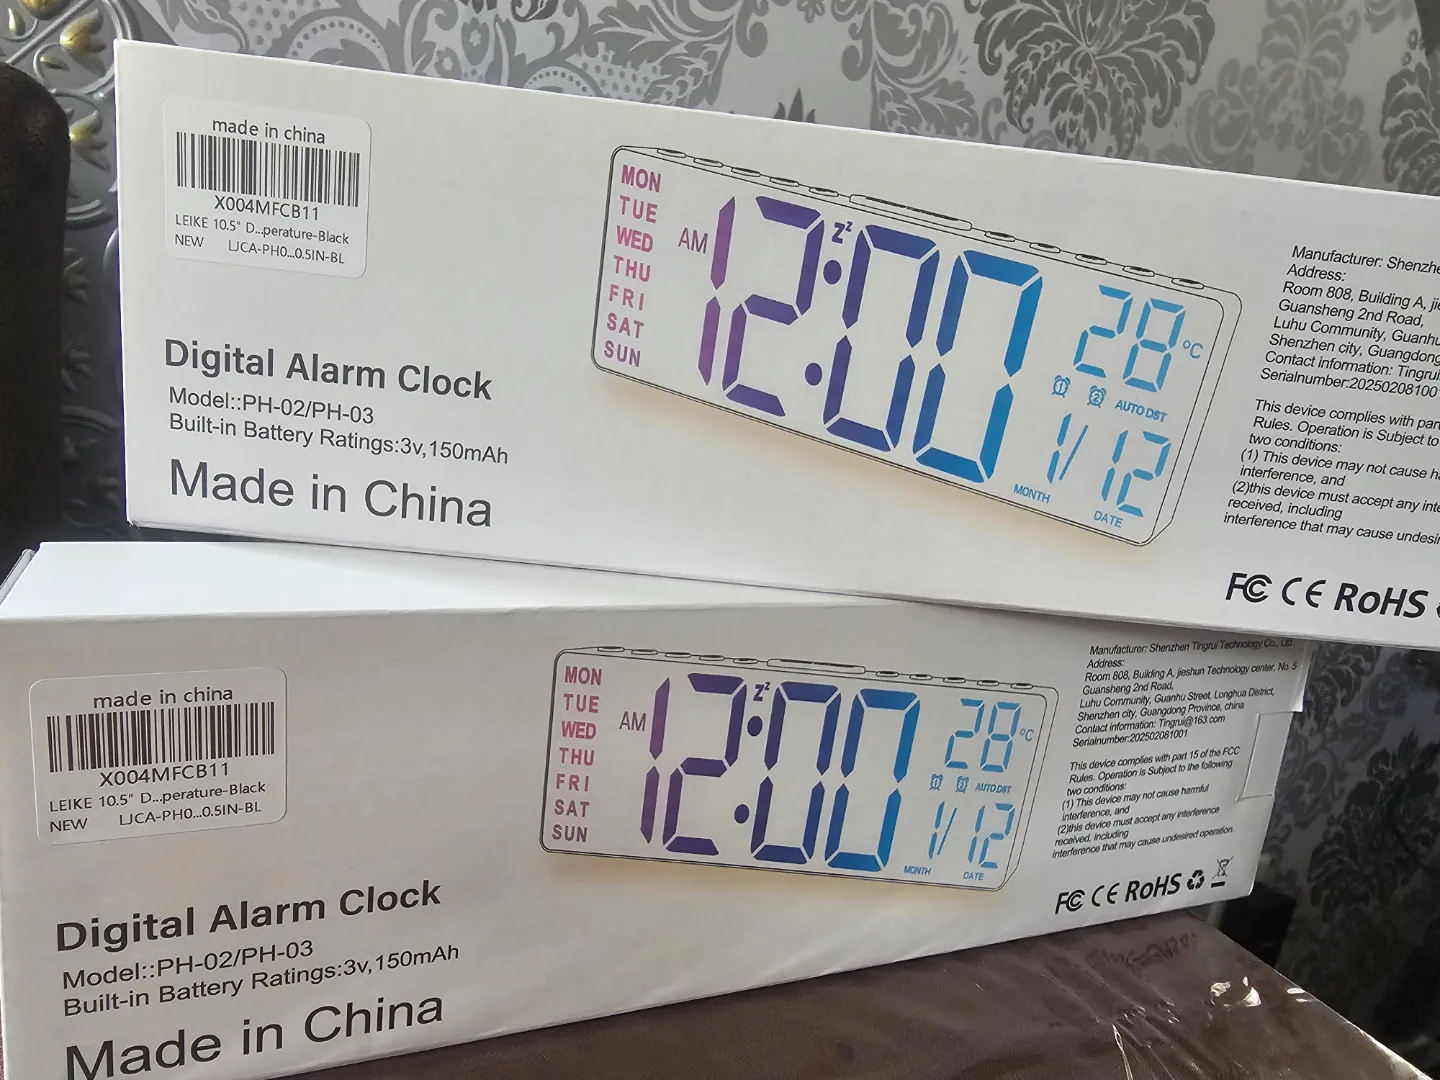 made in china
X004MFCB11
LEIKE 10.5" D...perature-Black
NEW LJCA-PH0...0.5IN-BL
Digital Alarm Clock
Model::PH-02/PH-03
Built-in Battery Ratings:3v,150mAh
Made in China
MON
TUE
WED
THU
FRI
SAT
SUN
AM
Zz
12:00
28°C
1 2 AUTO DST
1/12
MONTH
DATE
Manufacturer: Shenzhe
Address:
Room 808, Building A, jie
Guansheng 2nd Road,
Luhu Community, Guanhu
Shenzhen city, Guangdong
Contact information: Tingrui
Serialnumber:20250208100
This device complies with part
Rules. Operation is Subject to
two conditions:
(1) This device may not cause ha
interference, and
(2)this device must accept any inte
received, including
interference that may cause undesi
FC CE RoHS
made in china
X004MFCB11
LEIKE 10.5" D...perature-Black
NEW LJCA-PH0...0.5IN-BL
Digital Alarm Clock
Model::PH-02/PH-03
Built-in Battery Ratings:3v,150mAh
Made in China
MON
TUE
WED
THU
FRI
SAT
SUN
AM
Zz
12:00
28°C
1 2 AUTO DST
1/12
MONTH
DATE
Manufacturer: Shenzhen Tingrui Technology Co., Ltd
Address:
Room 808, Building A, jieshun Technology center, No. 5
Guansheng 2nd Road,
Luhu Community, Guanhu Street, Longhua District,
Shenzhen city, Guangdong Province, china
Contact information: Tingrui@163.com
Serialnumber:202502081001
This device complies with part 15 of the FCC
Rules. Operation is Subject to the following
two conditions:
(1) This device may not cause harmful
interference, and
(2)this device must accept any interference
received, including
interference that may cause undesired operation
FC CE RoHS